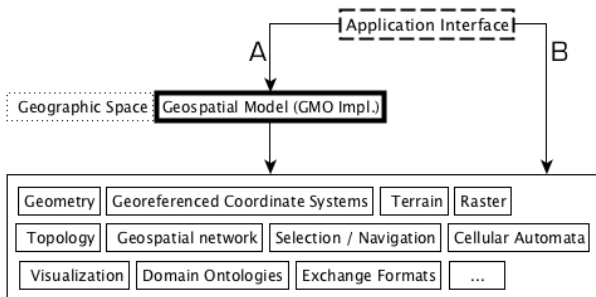 Application Interface
A
B
Geographic Space
Geospatial Model (GMO Impl.)
Geometry
Georeferenced Coordinate Systems
Terrain
Raster
Topology
Geospatial network
Selection / Navigation
Cellular Automata
Visualization
Domain Ontologies
Exchange Formats
...